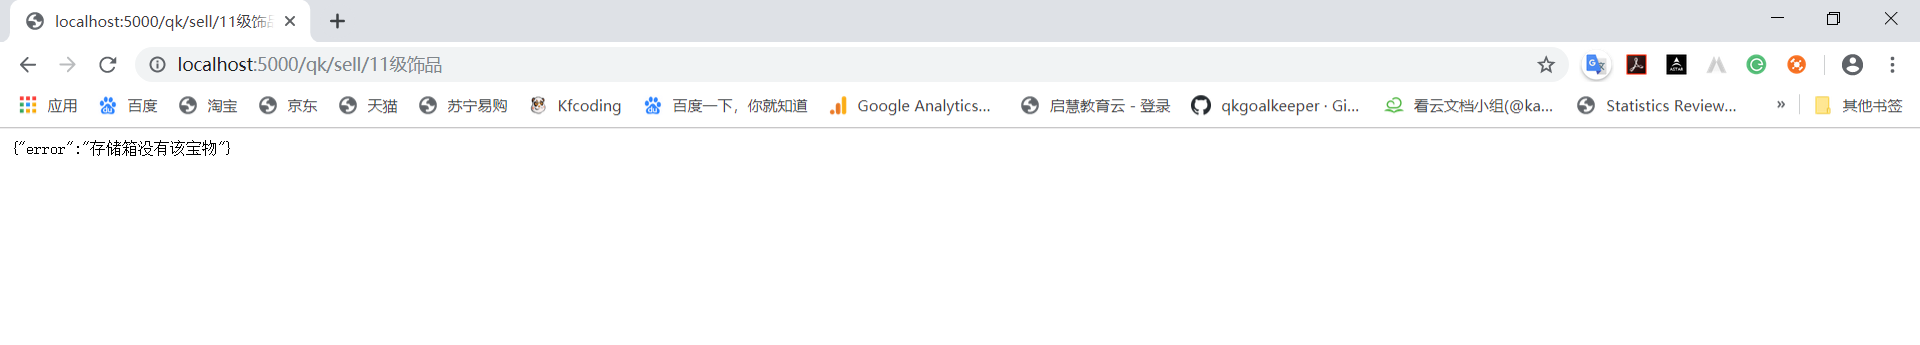 localhost:5000/qk/sell/11级饰品
localhost:5000/qk/sell/11级饰品
应用 百度 淘宝 京东 天猫 苏宁易购 Kfcoding 百度一下，你就知道 Google Analytics... 启慧教育云 - 登录 qkgoalkeeper · Gi... 看云文档小组(@ka... Statistics Review... » 其他书签
{"error":"存储箱没有该宝物"}